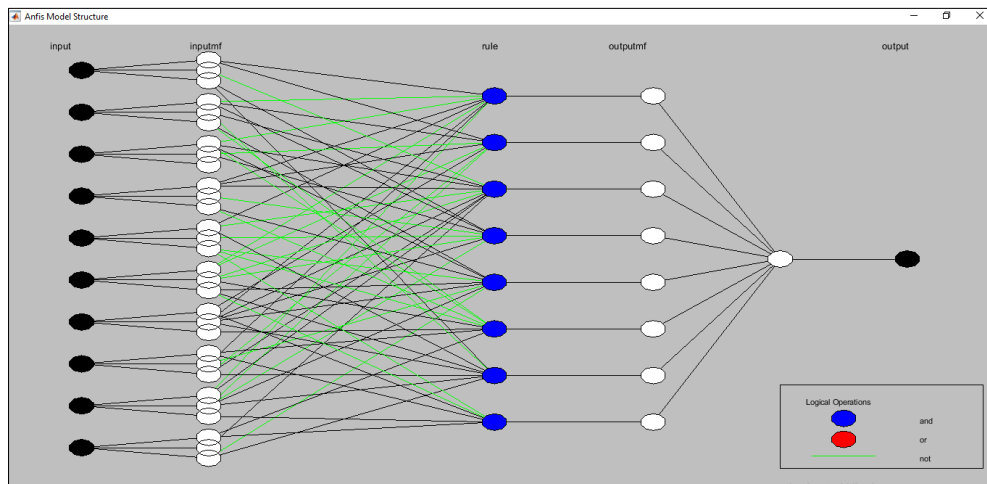 Anfis Model Structure
input
inputmf
rule
outputmf
output
Logical Operations
and
or
not